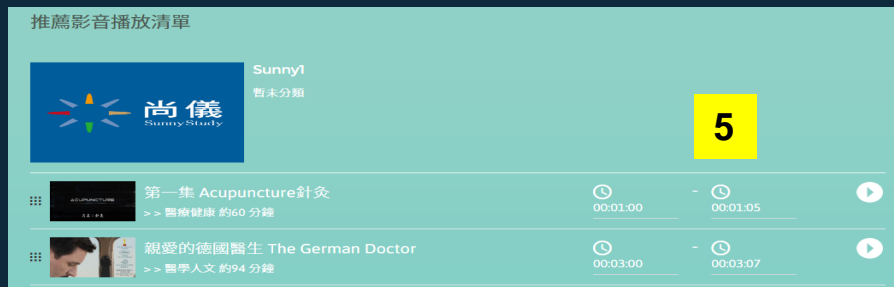 推薦影音播放清單
Sunny1
暫未分類
尚儀
SunnyStudy
5
第一集 Acupuncture針灸
>> 醫療健康 約60 分鐘
00:01:00 - 00:01:05
ACUPUNCTURE
親愛的德國醫生 The German Doctor
>> 醫學人文 約94 分鐘
00:03:00 - 00:03:07